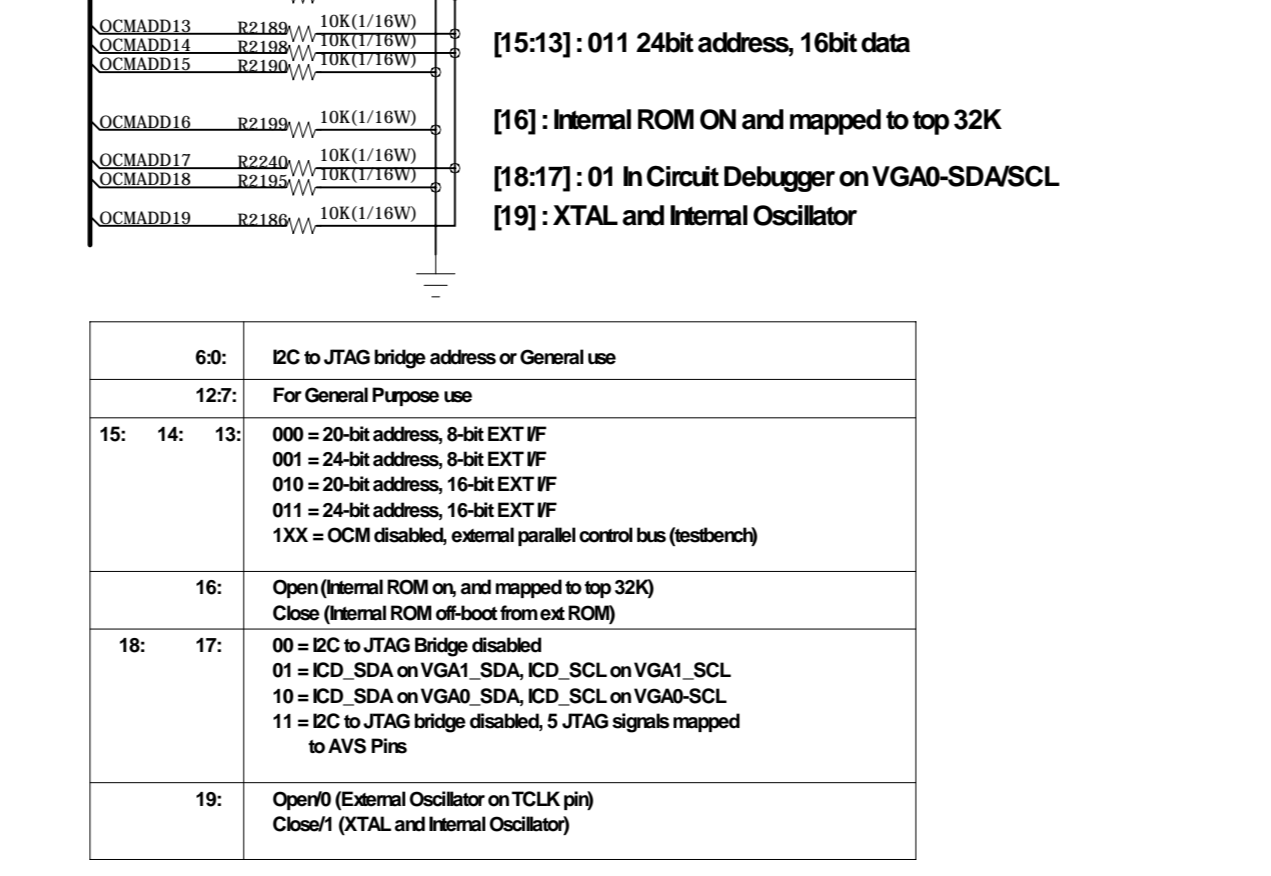 OCMADD13 R2189 10K(1/16W)
OCMADD14 R2198 10K(1/16W)
OCMADD15 R2190 10K(1/16W)
[15:13] : 011 24bit address, 16bit data
OCMADD16 R2199 10K(1/16W)
[16] : Internal ROM ON and mapped to top 32K
OCMADD17 R2240 10K(1/16W)
OCMADD18 R2195 10K(1/16W)
[18:17] : 01 In Circuit Debugger on VGA0-SDA/SCL
OCMADD19 R2186 10K(1/16W)
[19] : XTAL and Internal Oscillator
6:0: I2C to JTAG bridge address or General use
12:7: For General Purpose use
15: 14: 13: 000 = 20-bit address, 8-bit EXT I/F
001 = 24-bit address, 8-bit EXT I/F
010 = 20-bit address, 16-bit EXT I/F
011 = 24-bit address, 16-bit EXT I/F
1XX = OCM disabled, external parallel control bus (testbench)
16: Open (Internal ROM on, and mapped to top 32K)
Close (Internal ROM off-boot from ext ROM)
18: 17: 00 = I2C to JTAG Bridge disabled
01 = ICD_SDA on VGA1_SDA, ICD_SCL on VGA1_SCL
10 = ICD_SDA on VGA0_SDA, ICD_SCL on VGA0-SCL
11 = I2C to JTAG bridge disabled, 5 JTAG signals mapped
to AVS Pins
19: Open/0 (External Oscillator on TCLK pin)
Close/1 (XTAL and Internal Oscillator)